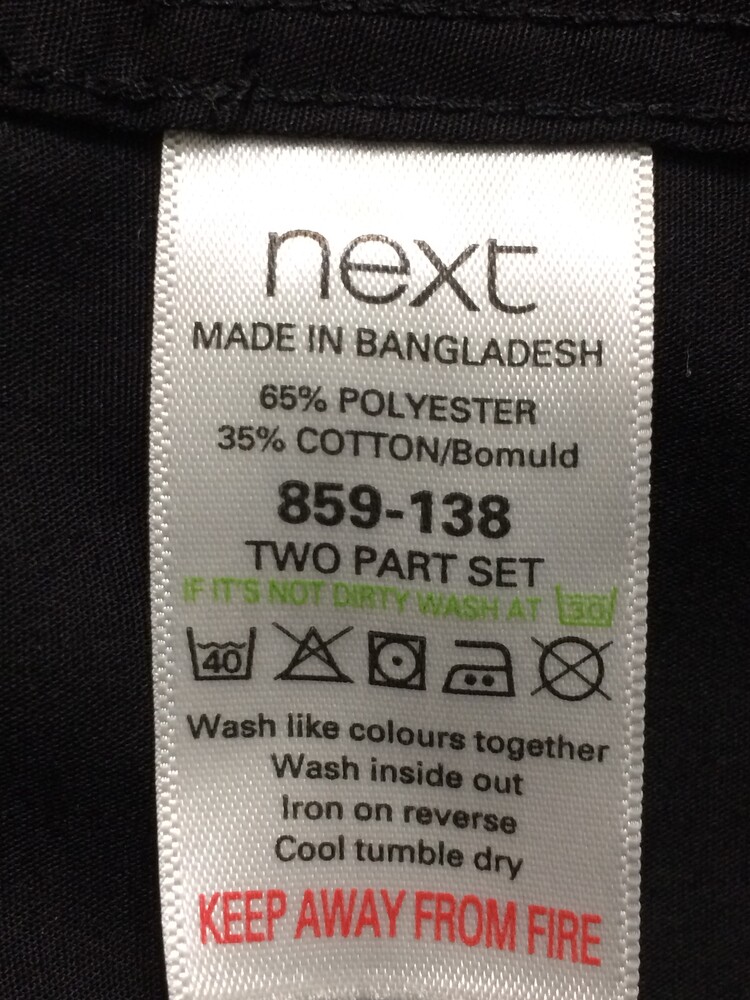 next
MADE IN BANGLADESH
65% POLYESTER
35% COTTON/Bomuld
859-138
TWO PART SET
IF IT'S NOT DIRTY WASH AT 30
40
Wash like colours together
Wash inside out
Iron on reverse
Cool tumble dry
KEEP AWAY FROM FIRE